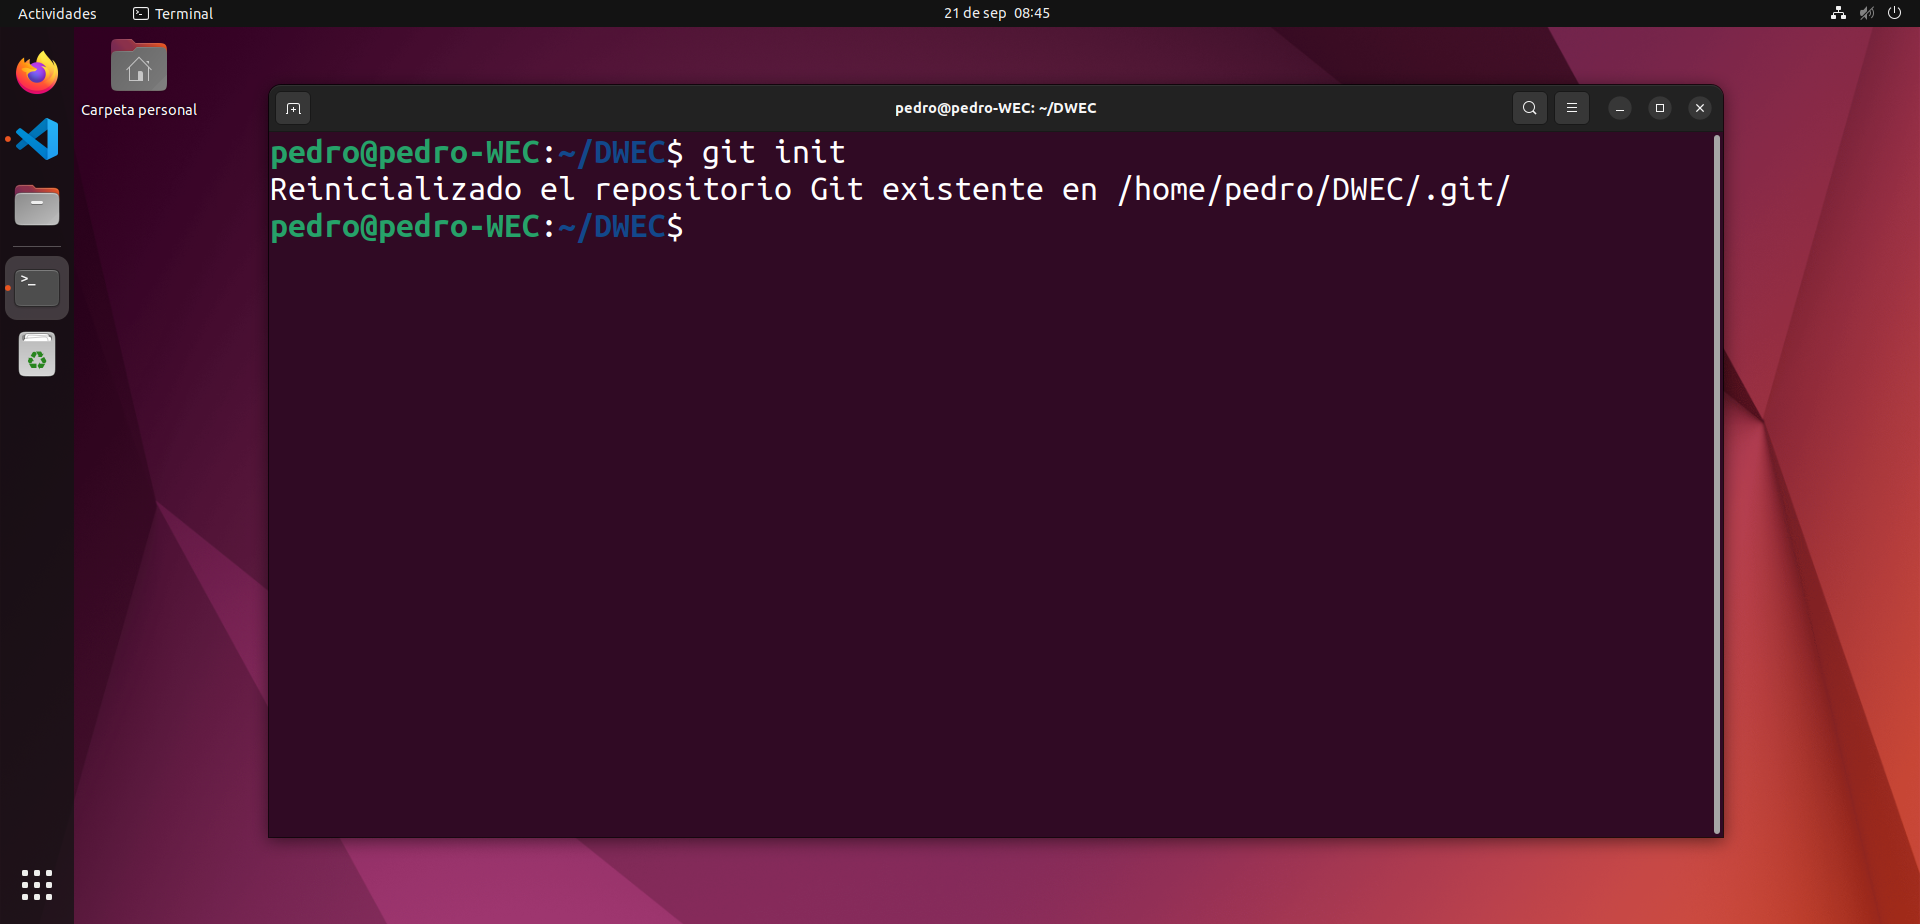 Actividades
Terminal
21 de sep 08:45
Carpeta personal
pedro@pedro-WEC: ~/DWEC
pedro@pedro-WEC:~/DWEC$ git init
Reinicializado el repositorio Git existente en /home/pedro/DWEC/.git/
pedro@pedro-WEC:~/DWEC$